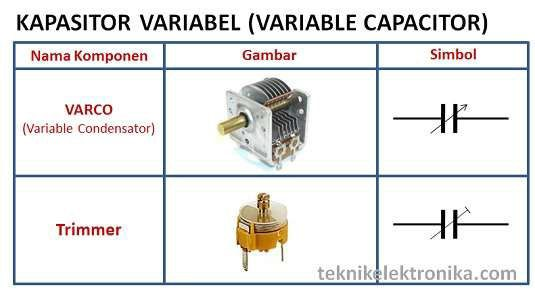 KAPASITOR VARIABEL (VARIABLE CAPACITOR)
Nama Komponen
Gambar
Simbol
VARCO
(Variable Condensator)
Trimmer
teknikelektronika.com